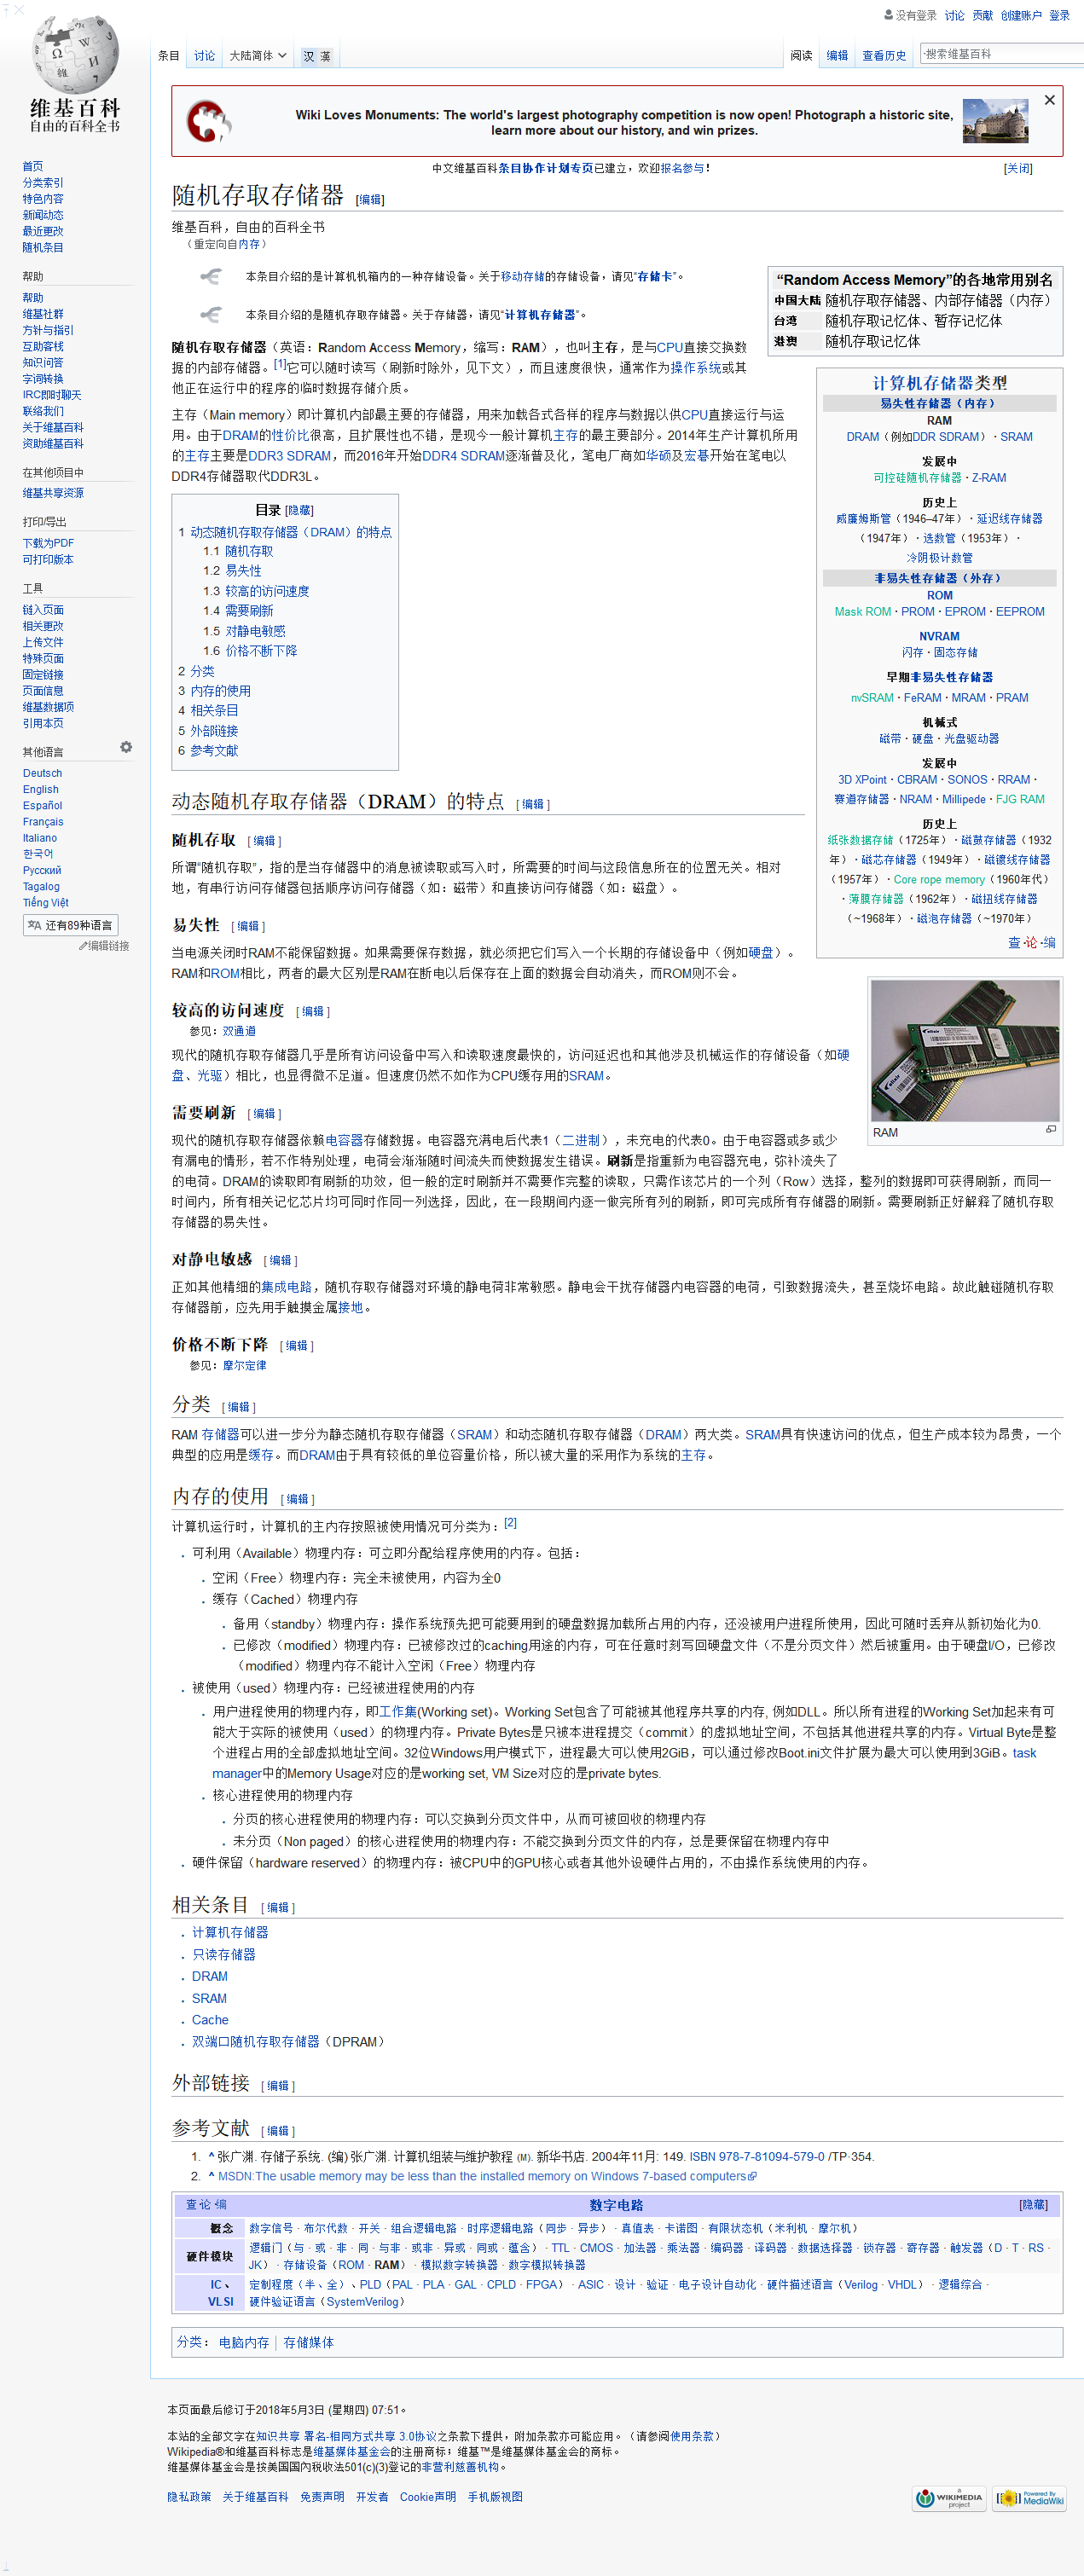 没有登录 讨论 贡献 创建账户 登录
维基百科
自由的百科全书
条目 讨论 大陆简体 汉 漢 阅读 编辑 查看历史 搜索维基百科
首页
分类索引
特色内容
新闻动态
最近更改
随机条目
帮助
帮助
维基社群
方针与指引
互助客栈
知识问答
字词转换
IRC即时聊天
联络我们
关于维基百科
资助维基百科
在其他项目中
维基共享资源
打印/导出
下载为PDF
可打印版本
工具
链入页面
相关更改
上传文件
特殊页面
固定链接
页面信息
维基数据项
引用本页
其他语言
Deutsch
English
Español
Français
Italiano
한국어
Русский
Tagalog
Tiếng Việt
还有89种语言
编辑链接
Wiki Loves Monuments: The world's largest photography competition is now open! Photograph a historic site,
learn more about our history, and win prizes.
中文维基百科条目协作计划专页已建立，欢迎报名参与！ [关闭]
随机存取存储器 [编辑]
维基百科，自由的百科全书
（重定向自内存）
本条目介绍的是计算机机箱内的一种存储设备。关于移动存储的存储设备，请见“存储卡”。
本条目介绍的是随机存取存储器。关于存储器，请见“计算机存储器”。
“Random Access Memory”的各地常用别名
中国大陆 随机存取存储器、内部存储器（内存）
台湾 随机存取记忆体、暂存记忆体
港澳 随机存取记忆体
随机存取存储器（英语：Random Access Memory，缩写：RAM），也叫主存，是与CPU直接交换数
据的内部存储器。[1]它可以随时读写（刷新时除外，见下文），而且速度很快，通常作为操作系统或其
他正在运行中的程序的临时数据存储介质。
主存（Main memory）即计算机内部最主要的存储器，用来加载各式各样的程序与数据以供CPU直接运行与运
用。由于DRAM的性价比很高，且扩展性也不错，是现今一般计算机主存的最主要部分。2014年生产计算机所用
的主存主要是DDR3 SDRAM，而2016年开始DDR4 SDRAM逐渐普及化，笔电厂商如华硕及宏碁开始在笔电以
DDR4存储器取代DDR3L。
计算机存储器类型
易失性存储器（内存）
RAM
DRAM（例如DDR SDRAM） · SRAM
发展中
可控硅随机存储器 · Z-RAM
历史上
威廉姆斯管（1946–47年） · 延迟线存储器
（1947年） · 选数管（1953年） ·
冷阴极计数管
非易失性存储器（外存）
ROM
Mask ROM · PROM · EPROM · EEPROM
NVRAM
闪存 · 固态存储
早期非易失性存储器
nvSRAM · FeRAM · MRAM · PRAM
机械式
磁带 · 硬盘 · 光盘驱动器
发展中
3D XPoint · CBRAM · SONOS · RRAM ·
赛道存储器 · NRAM · Millipede · FJG RAM
历史上
纸张数据存储（1725年） · 磁鼓存储器（1932
年） · 磁芯存储器（1949年） · 磁镀线存储器
（1957年） · Core rope memory（1960年代）
· 薄膜存储器（1962年） · 磁扭线存储器
（~1968年） · 磁泡存储器（~1970年）
查·论·编
目录 [隐藏]
1 动态随机存取存储器（DRAM）的特点
1.1 随机存取
1.2 易失性
1.3 较高的访问速度
1.4 需要刷新
1.5 对静电敏感
1.6 价格不断下降
2 分类
3 内存的使用
4 相关条目
5 外部链接
6 参考文献
动态随机存取存储器（DRAM）的特点 [ 编辑 ]
随机存取 [ 编辑 ]
所谓“随机存取”，指的是当存储器中的消息被读取或写入时，所需要的时间与这段信息所在的位置无关。相对
地，有串行访问存储器包括顺序访问存储器（如：磁带）和直接访问存储器（如：磁盘）。
易失性 [ 编辑 ]
当电源关闭时RAM不能保留数据。如果需要保存数据，就必须把它们写入一个长期的存储设备中（例如硬盘）。
RAM和ROM相比，两者的最大区别是RAM在断电以后保存在上面的数据会自动消失，而ROM则不会。
较高的访问速度 [ 编辑 ]
参见：双通道
现代的随机存取存储器几乎是所有访问设备中写入和读取速度最快的，访问延迟也和其他涉及机械运作的存储设备（如硬
盘、光驱）相比，也显得微不足道。但速度仍然不如作为CPU缓存用的SRAM。
RAM
需要刷新 [ 编辑 ]
现代的随机存取存储器依赖电容器存储数据。电容器充满电后代表1（二进制），未充电的代表0。由于电容器或多或少
有漏电的情形，若不作特别处理，电荷会渐渐随时间流失而使数据发生错误。刷新是指重新为电容器充电，弥补流失了
的电荷。DRAM的读取即有刷新的功效，但一般的定时刷新并不需要作完整的读取，只需作该芯片的一个列（Row）选择，整列的数据即可获得刷新，而同一
时间内，所有相关记忆芯片均可同时作同一列选择，因此，在一段期间内逐一做完所有列的刷新，即可完成所有存储器的刷新。需要刷新正好解释了随机存取
存储器的易失性。
对静电敏感 [ 编辑 ]
正如其他精细的集成电路，随机存取存储器对环境的静电荷非常敏感。静电会干扰存储器内电容器的电荷，引致数据流失，甚至烧坏电路。故此触碰随机存取
存储器前，应先用手触摸金属接地。
价格不断下降 [ 编辑 ]
参见：摩尔定律
分类 [ 编辑 ]
RAM 存储器可以进一步分为静态随机存取存储器（SRAM）和动态随机存取存储器（DRAM）两大类。SRAM具有快速访问的优点，但生产成本较为昂贵，一个
典型的应用是缓存。而DRAM由于具有较低的单位容量价格，所以被大量的采用作为系统的主存。
内存的使用 [ 编辑 ]
计算机运行时，计算机的主内存按照被使用情况可分类为：[2]
可利用（Available）物理内存：可立即分配给程序使用的内存。包括：
空闲（Free）物理内存：完全未被使用，内容为全0
缓存（Cached）物理内存
备用（standby）物理内存：操作系统预先把可能要用到的硬盘数据加载所占用的内存，还没被用户进程所使用，因此可随时丢弃从新初始化为0.
已修改（modified）物理内存：已被修改过的caching用途的内存，可在任意时刻写回硬盘文件（不是分页文件）然后被重用。由于硬盘I/O，已修改
（modified）物理内存不能计入空闲（Free）物理内存
被使用（used）物理内存：已经被进程使用的内存
用户进程使用的物理内存，即工作集(Working set)。Working Set包含了可能被其他程序共享的内存, 例如DLL。所以所有进程的Working Set加起来有可
能大于实际的被使用（used）的物理内存。Private Bytes是只被本进程提交（commit）的虚拟地址空间，不包括其他进程共享的内存。Virtual Byte是整
个进程占用的全部虚拟地址空间。32位Windows用户模式下，进程最大可以使用2GiB，可以通过修改Boot.ini文件扩展为最大可以使用到3GiB。task
manager中的Memory Usage对应的是working set, VM Size对应的是private bytes.
核心进程使用的物理内存
分页的核心进程使用的物理内存：可以交换到分页文件中，从而可被回收的物理内存
未分页（Non paged）的核心进程使用的物理内存：不能交换到分页文件的内存，总是要保留在物理内存中
硬件保留（hardware reserved）的物理内存：被CPU中的GPU核心或者其他外设硬件占用的，不由操作系统使用的内存。
相关条目 [ 编辑 ]
计算机存储器
只读存储器
DRAM
SRAM
Cache
双端口随机存取存储器（DPRAM）
外部链接 [ 编辑 ]
参考文献 [ 编辑 ]
1. ^ 张广渊. 存储子系统. (编) 张广渊. 计算机组装与维护教程 (M). 新华书店. 2004年11月: 149. ISBN 978-7-81094-579-0 /TP·354.
2. ^ MSDN:The usable memory may be less than the installed memory on Windows 7-based computers
查·论·编 数字电路 [隐藏]
概念 数字信号 · 布尔代数 · 开关 · 组合逻辑电路 · 时序逻辑电路（同步 · 异步） · 真值表 · 卡诺图 · 有限状态机（米利机 · 摩尔机）
硬件模块 逻辑门（与 · 或 · 非 · 同 · 与非 · 或非 · 异或 · 同或 · 蕴含） · TTL · CMOS · 加法器 · 乘法器 · 编码器 · 译码器 · 数据选择器 · 锁存器 · 寄存器 · 触发器（D · T · RS ·
JK） · 存储设备（ROM · RAM） · 模拟数字转换器 · 数字模拟转换器
IC、 定制程度（半、全）、PLD（PAL · PLA · GAL · CPLD · FPGA） · ASIC · 设计 · 验证 · 电子设计自动化 · 硬件描述语言（Verilog · VHDL） · 逻辑综合 ·
VLSI 硬件验证语言（SystemVerilog）
分类： 电脑内存 存储媒体
本页面最后修订于2018年5月3日 (星期四) 07:51。
本站的全部文字在知识共享 署名-相同方式共享 3.0协议之条款下提供，附加条款亦可能应用。（请参阅使用条款）
Wikipedia®和维基百科标志是维基媒体基金会的注册商标；维基™是维基媒体基金会的商标。
维基媒体基金会是按美国国內稅收法501(c)(3)登记的非营利慈善机构。
隐私政策 关于维基百科 免责声明 开发者 Cookie声明 手机版视图
a WIKIMEDIA project Powered By MediaWiki